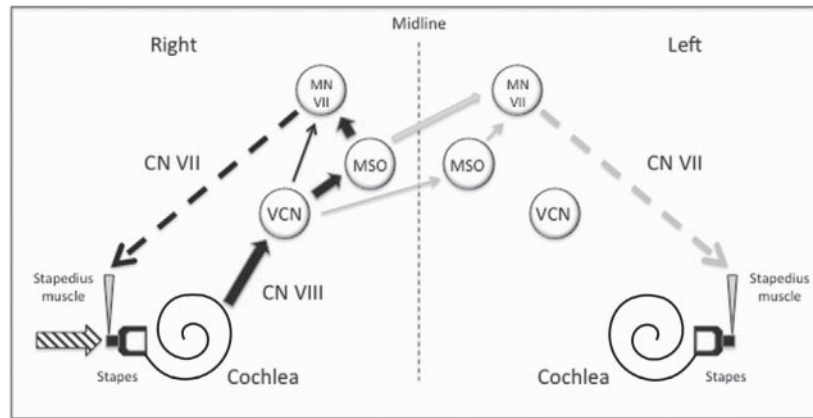 Midline
Right
Left
MN
VII
MN
VII
CN VII
MSO
MSO
CN VII
VCN
VCN
Stapedius
muscle
CN VIII
Stapedius
muscle
Stapes
Cochlea
Cochlea
Stapes